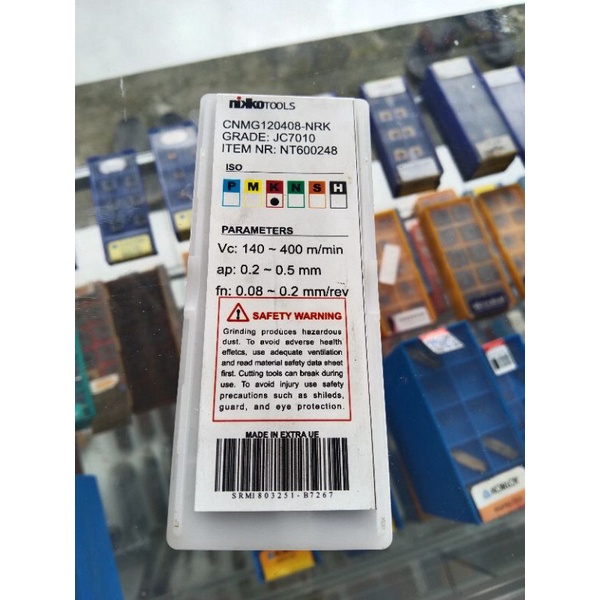 nikkoTOOLS
CNMG120408-NRK
GRADE: JC7010
ITEM NR: NT600248
ISO
P M K N S H
PARAMETERS
Vc: 140 ~ 400 m/min
ap: 0.2 ~ 0.5 mm
fn: 0.08 ~ 0.2 mm/rev
SAFETY WARNING
Grinding produces hazardous
dust. To avoid adverse health
effetcs, use adequate ventilation
and read material safety data sheet
first. Cutting tools can break during
use. To avoid injury use safety
precautions such as shileds,
guard, and eye protection.
MADE IN EXTRA UE
SRM1803251-B7267
KORLOY